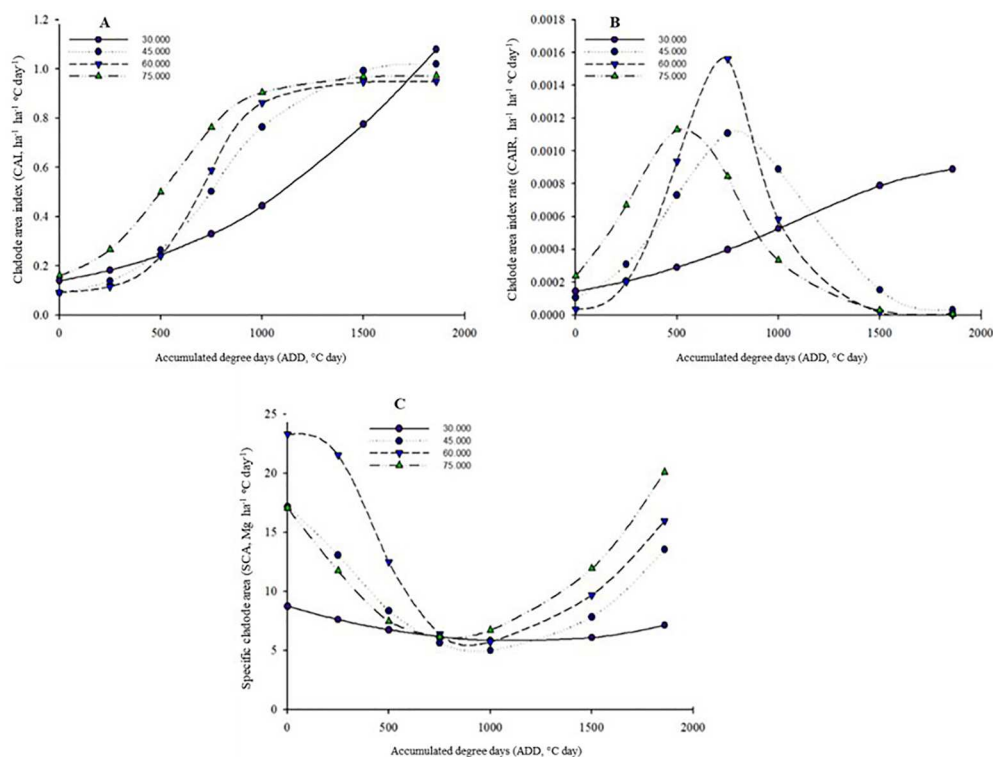 A
1.2
1.0
0.8
0.6
0.4
0.2
0.0
30 000
45 000
60 000
75 000
Cladode area index (CAI, ha⁻¹ ha⁻¹ °C day⁻¹)
0 500 1000 1500 2000
Accumulated degree days (ADD, °C day)
B
0.0018
0.0016
0.0014
0.0012
0.0010
0.0008
0.0006
0.0004
0.0002
0.0000
30 000
45 000
60 000
75 000
Cladode area index rate (CAIR, ha⁻¹ ha⁻¹ °C day⁻¹)
0 500 1000 1500 2000
Accumulated degree days (ADD, °C day)
C
25
20
15
10
5
0
30 000
45 000
60 000
75 000
Specific cladode area (SCA, Mg ha⁻¹ °C day⁻¹)
0 500 1000 1500 2000
Accumulated degree days (ADD, °C day)